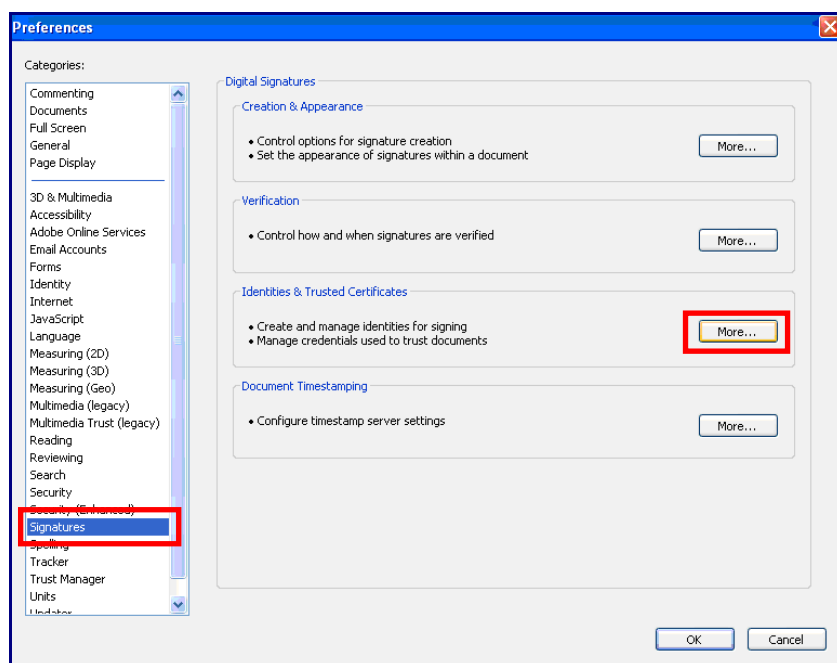 Preferences
Categories:
Commenting
Documents
Full Screen
General
Page Display
3D & Multimedia
Accessibility
Adobe Online Services
Email Accounts
Forms
Identity
Internet
JavaScript
Language
Measuring (2D)
Measuring (3D)
Measuring (Geo)
Multimedia (legacy)
Multimedia Trust (legacy)
Reading
Reviewing
Search
Security
Security (Enhanced)
Signatures
Spelling
Tracker
Trust Manager
Units
Updater
Digital Signatures
Creation & Appearance
• Control options for signature creation
• Set the appearance of signatures within a document
More...
Verification
• Control how and when signatures are verified
More...
Identities & Trusted Certificates
• Create and manage identities for signing
• Manage credentials used to trust documents
More...
Document Timestamping
• Configure timestamp server settings
More...
OK
Cancel